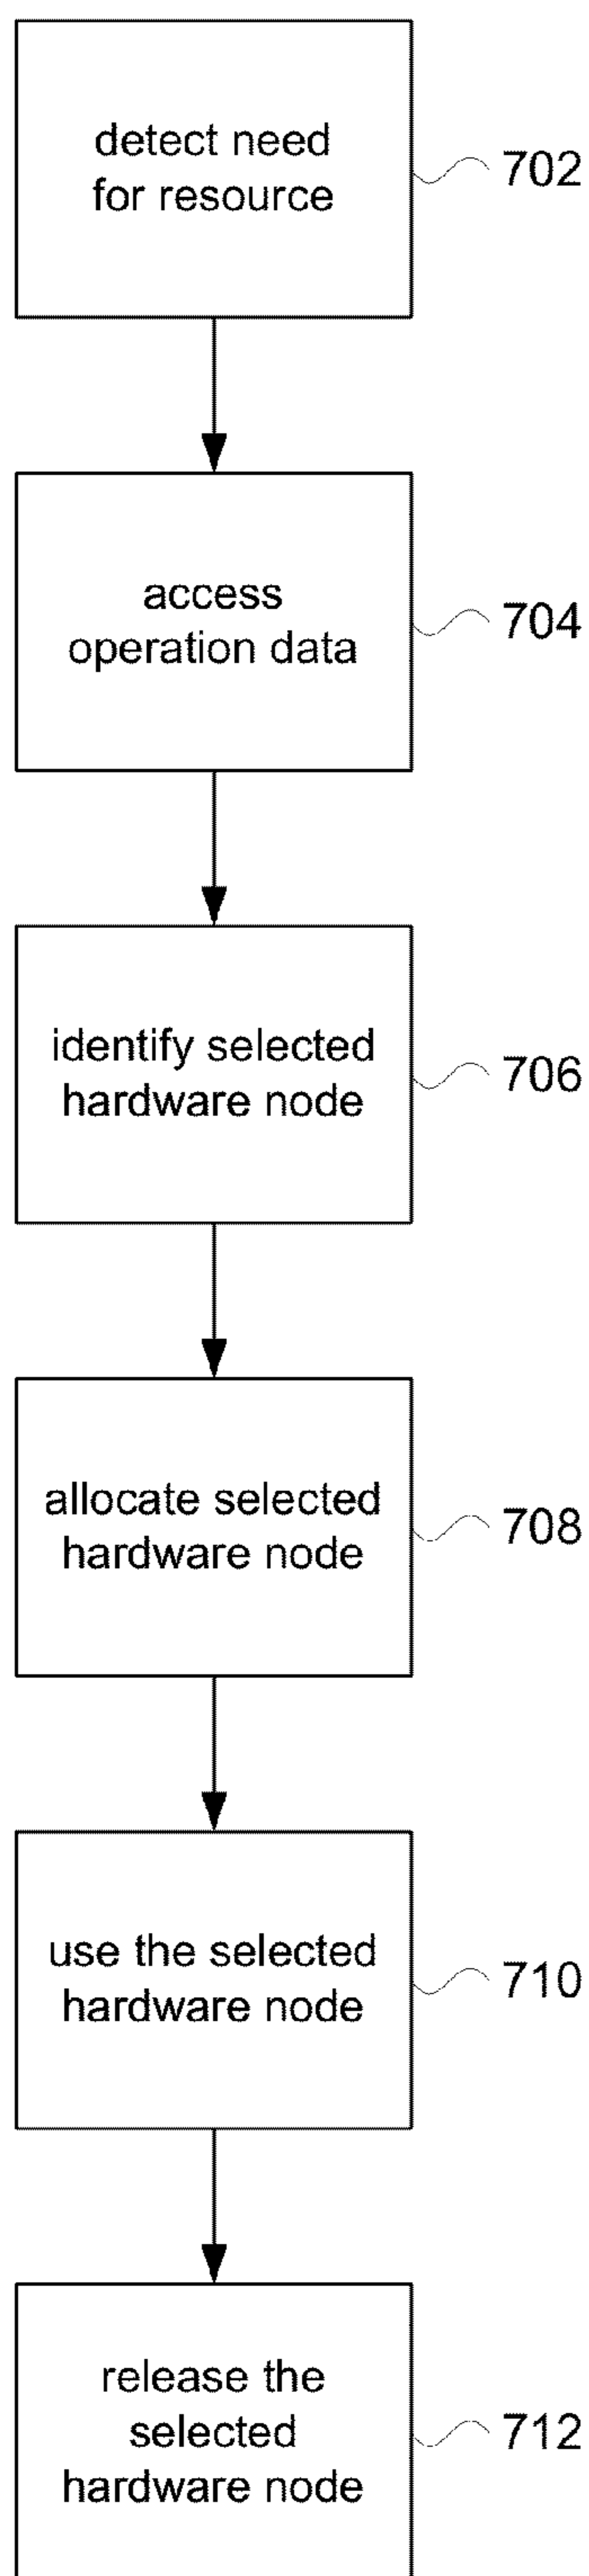 detect need
for resource
702
access
operation data
704
identify selected
hardware node
706
allocate selected
hardware node
708
use the selected
hardware node
710
release the
selected
hardware node
712